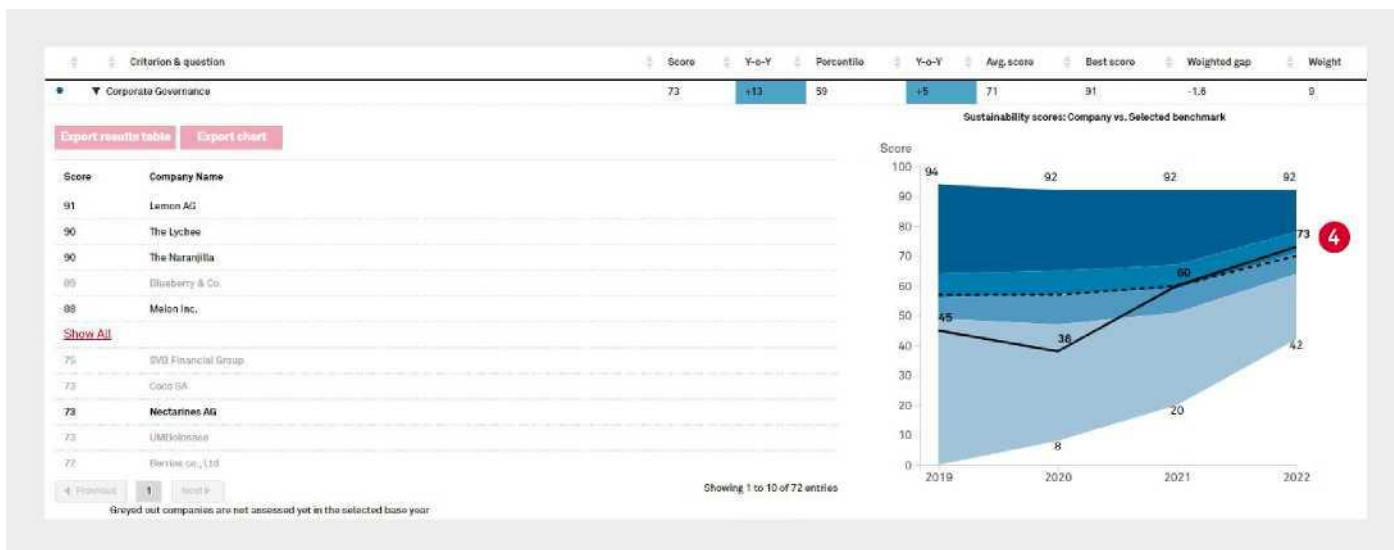 Criterion & question Score Y-o-Y Percentile Y-o-Y Avg. score Best score Weighted gap Weight
Corporate Governance 73 +13 59 +5 71 91 -1.6 9
Sustainability scores: Company vs. Selected benchmark
Export results table Export chart
Score Company Name
91 Lemon AG
90 The Lychee
90 The Naranjilla
Blueberry & Co.
88 Melon Inc.
Show All
75 SVB Financial Group
73 Coco SA
73 Nectarines AG
73
72 Berries co., Ltd
Previous 1 Next
Showing 1 to 10 of 72 entries
Greyed out companies are not assessed yet in the selected base year
Score
100
90
80
70
60
50
40
30
20
10
0
94 92 92 92
73 4
60
45
38
42
20
8
2019 2020 2021 2022